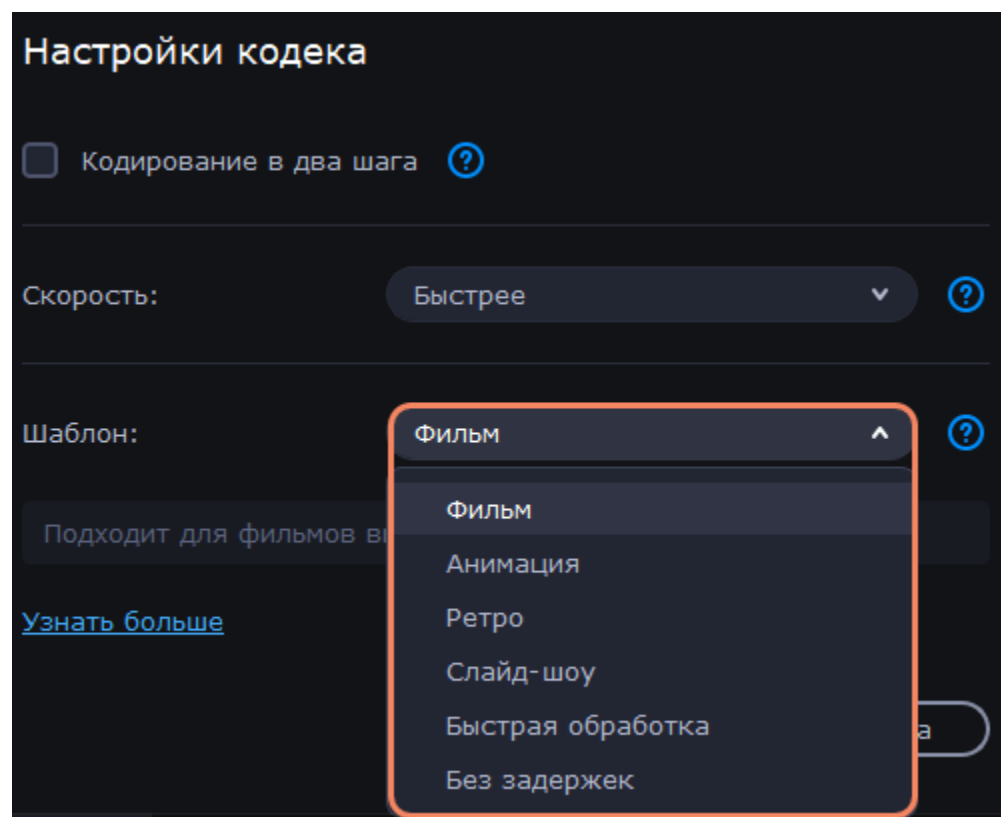 Настройки кодека
Кодирование в два шага
Скорость: Быстрее
Шаблон: Фильм
Фильм
Подходит для фильмов
Анимация
Узнать больше
Ретро
Слайд-шоу
Быстрая обработка
Без задержек